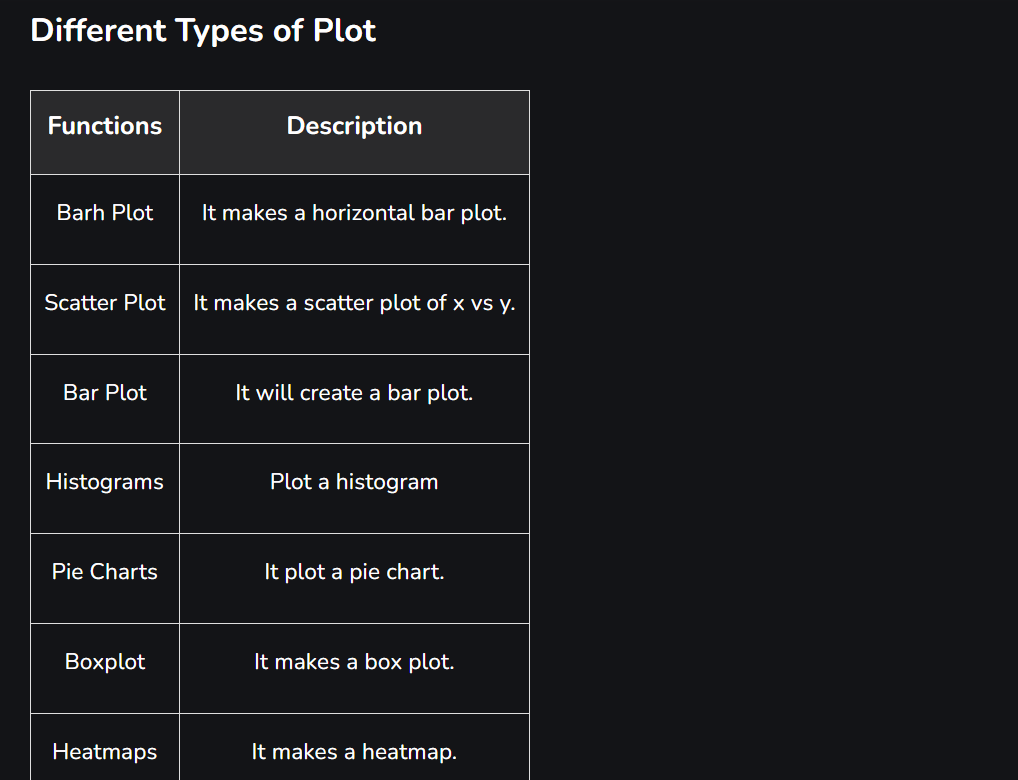 Different Types of Plot
Functions Description
Barh Plot It makes a horizontal bar plot.
Scatter Plot It makes a scatter plot of x vs y.
Bar Plot It will create a bar plot.
Histograms Plot a histogram
Pie Charts It plot a pie chart.
Boxplot It makes a box plot.
Heatmaps It makes a heatmap.